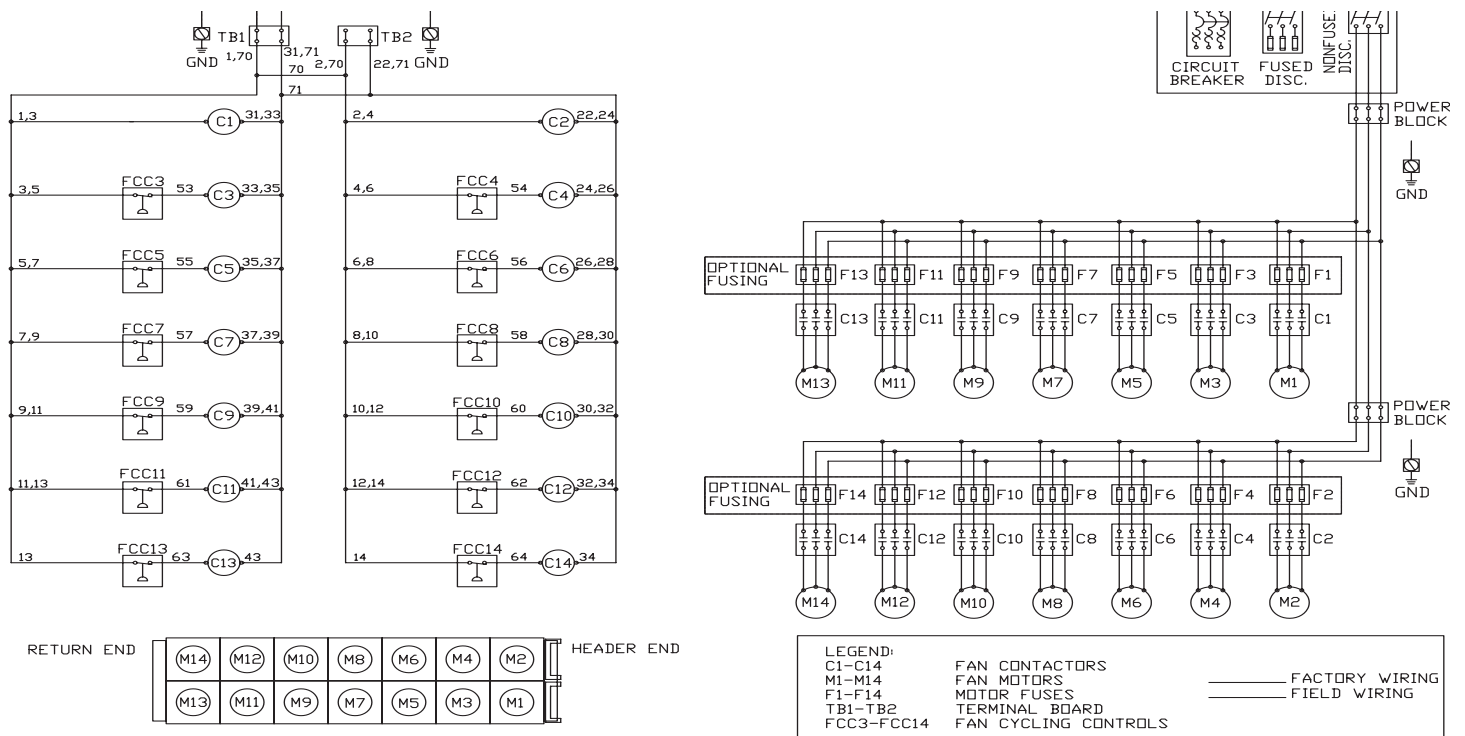 TB1
TB2
GND
1,70
31,71
2,70
22,71
GND
70
71
1,3
C1
31,33
2,4
C2
22,24
FCC3
3,5
53
C3
33,35
FCC4
4,6
54
C4
24,26
FCC5
5,7
55
C5
35,37
FCC6
6,8
56
C6
26,28
FCC7
7,9
57
C7
37,39
FCC8
8,10
58
C8
28,30
FCC9
9,11
59
C9
39,41
FCC10
10,12
60
C10
30,32
FCC11
11,13
61
C11
41,43
FCC12
12,14
62
C12
32,34
FCC13
13
63
C13
43
FCC14
14
64
C14
34
RETURN END
M14 M12 M10 M8 M6 M4 M2
HEADER END
M13 M11 M9 M7 M5 M3 M1
CIRCUIT
BREAKER
FUSED
DISC.
DISC.
POWER
BLOCK
GND
OPTIONAL
FUSING
F13 F11 F9 F7 F5 F3 F1
C13 C11 C9 C7 C5 C3 C1
M13 M11 M9 M7 M5 M3 M1
POWER
BLOCK
GND
OPTIONAL
FUSING
F14 F12 F10 F8 F6 F4 F2
C14 C12 C10 C8 C6 C4 C2
M14 M12 M10 M8 M6 M4 M2
LEGEND:
C1-C14 FAN CONTACTORS
M1-M14 FAN MOTORS
F1-F14 MOTOR FUSES
TB1-TB2 TERMINAL BOARD
FCC3-FCC14 FAN CYCLING CONTROLS
FACTORY WIRING
FIELD WIRING